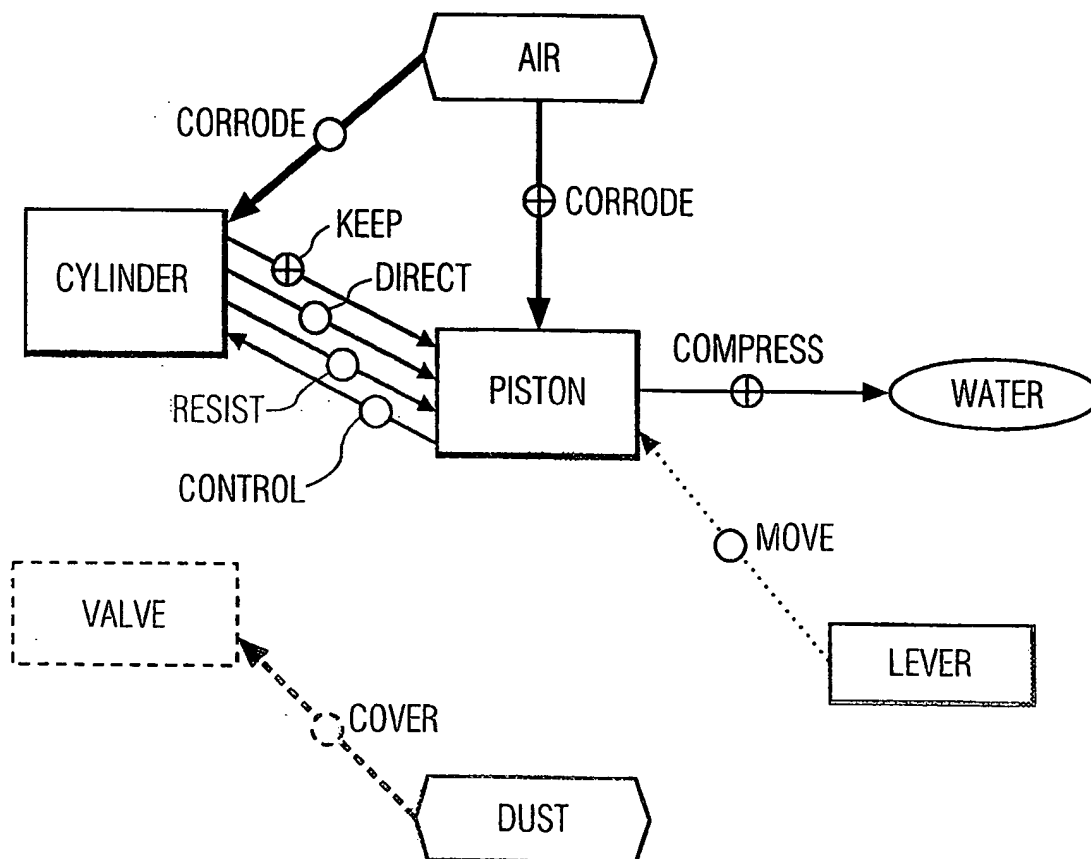 AIR
CORRODE
CORRODE
KEEP
CYLINDER
DIRECT
COMPRESS
PISTON
WATER
RESIST
CONTROL
MOVE
VALVE
LEVER
COVER
DUST